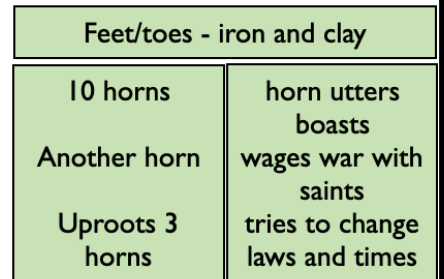 Feet/toes - iron and clay
10 horns
Another horn
Uproots 3
horns
horn utters
boasts
wages war with
saints
tries to change
laws and times